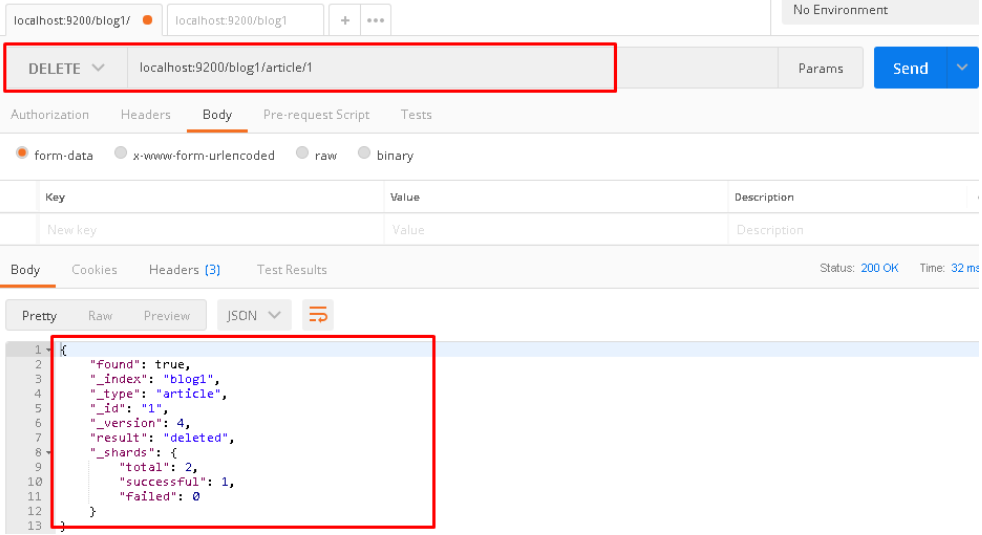 localhost:9200/blog1/ localhost:9200/blog1 + ••• No Environment
DELETE localhost:9200/blog1/article/1 Params Send
Authorization Headers Body Pre-request Script Tests
form-data x-www-form-urlencoded raw binary
Key Value Description
New key Value Description
Body Cookies Headers (3) Test Results Status: 200 OK Time: 32 ms
Pretty Raw Preview JSON
1 {
2 "found": true,
3 "_index": "blog1",
4 "_type": "article",
5 "_id": "1",
6 "_version": 4,
7 "result": "deleted",
8 "_shards": {
9 "total": 2,
10 "successful": 1,
11 "failed": 0
12 }
13 }